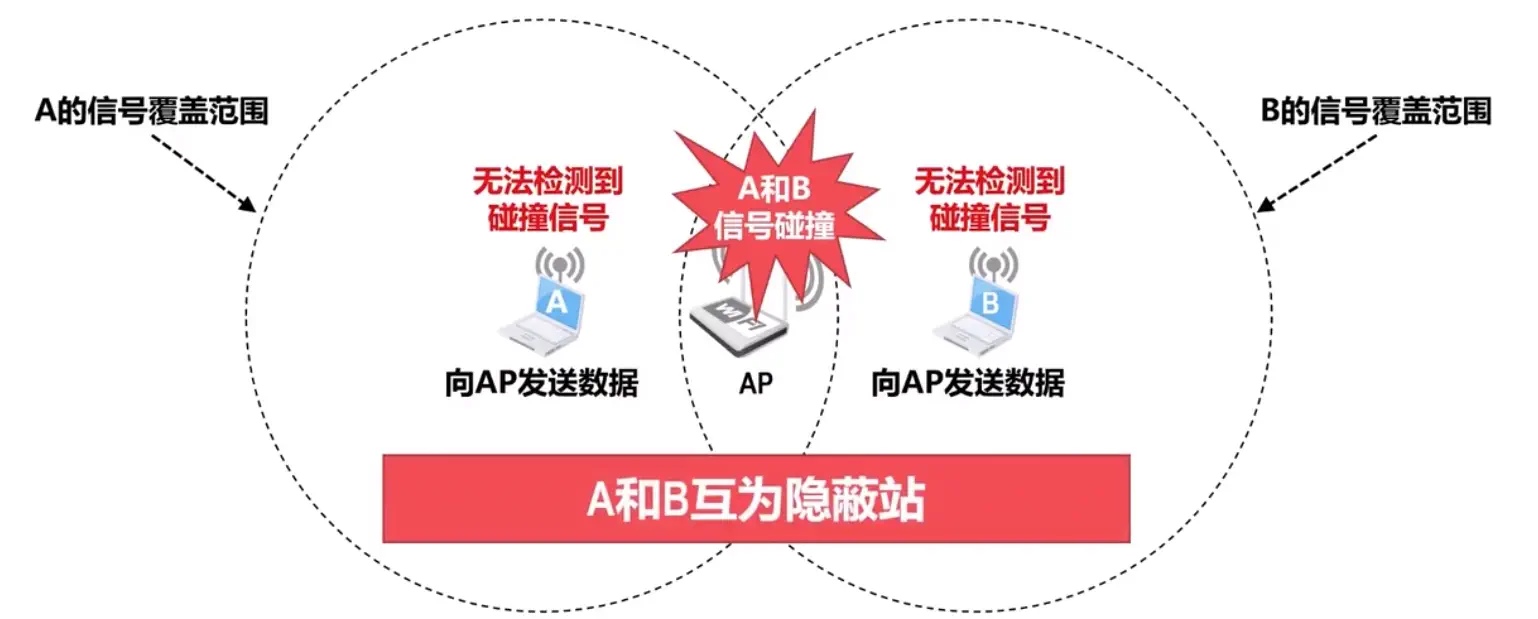 A的信号覆盖范围
B的信号覆盖范围
无法检测到
碰撞信号
A和B
信号碰撞
无法检测到
碰撞信号
A
WiFi
B
向AP发送数据
AP
向AP发送数据
A和B互为隐蔽站